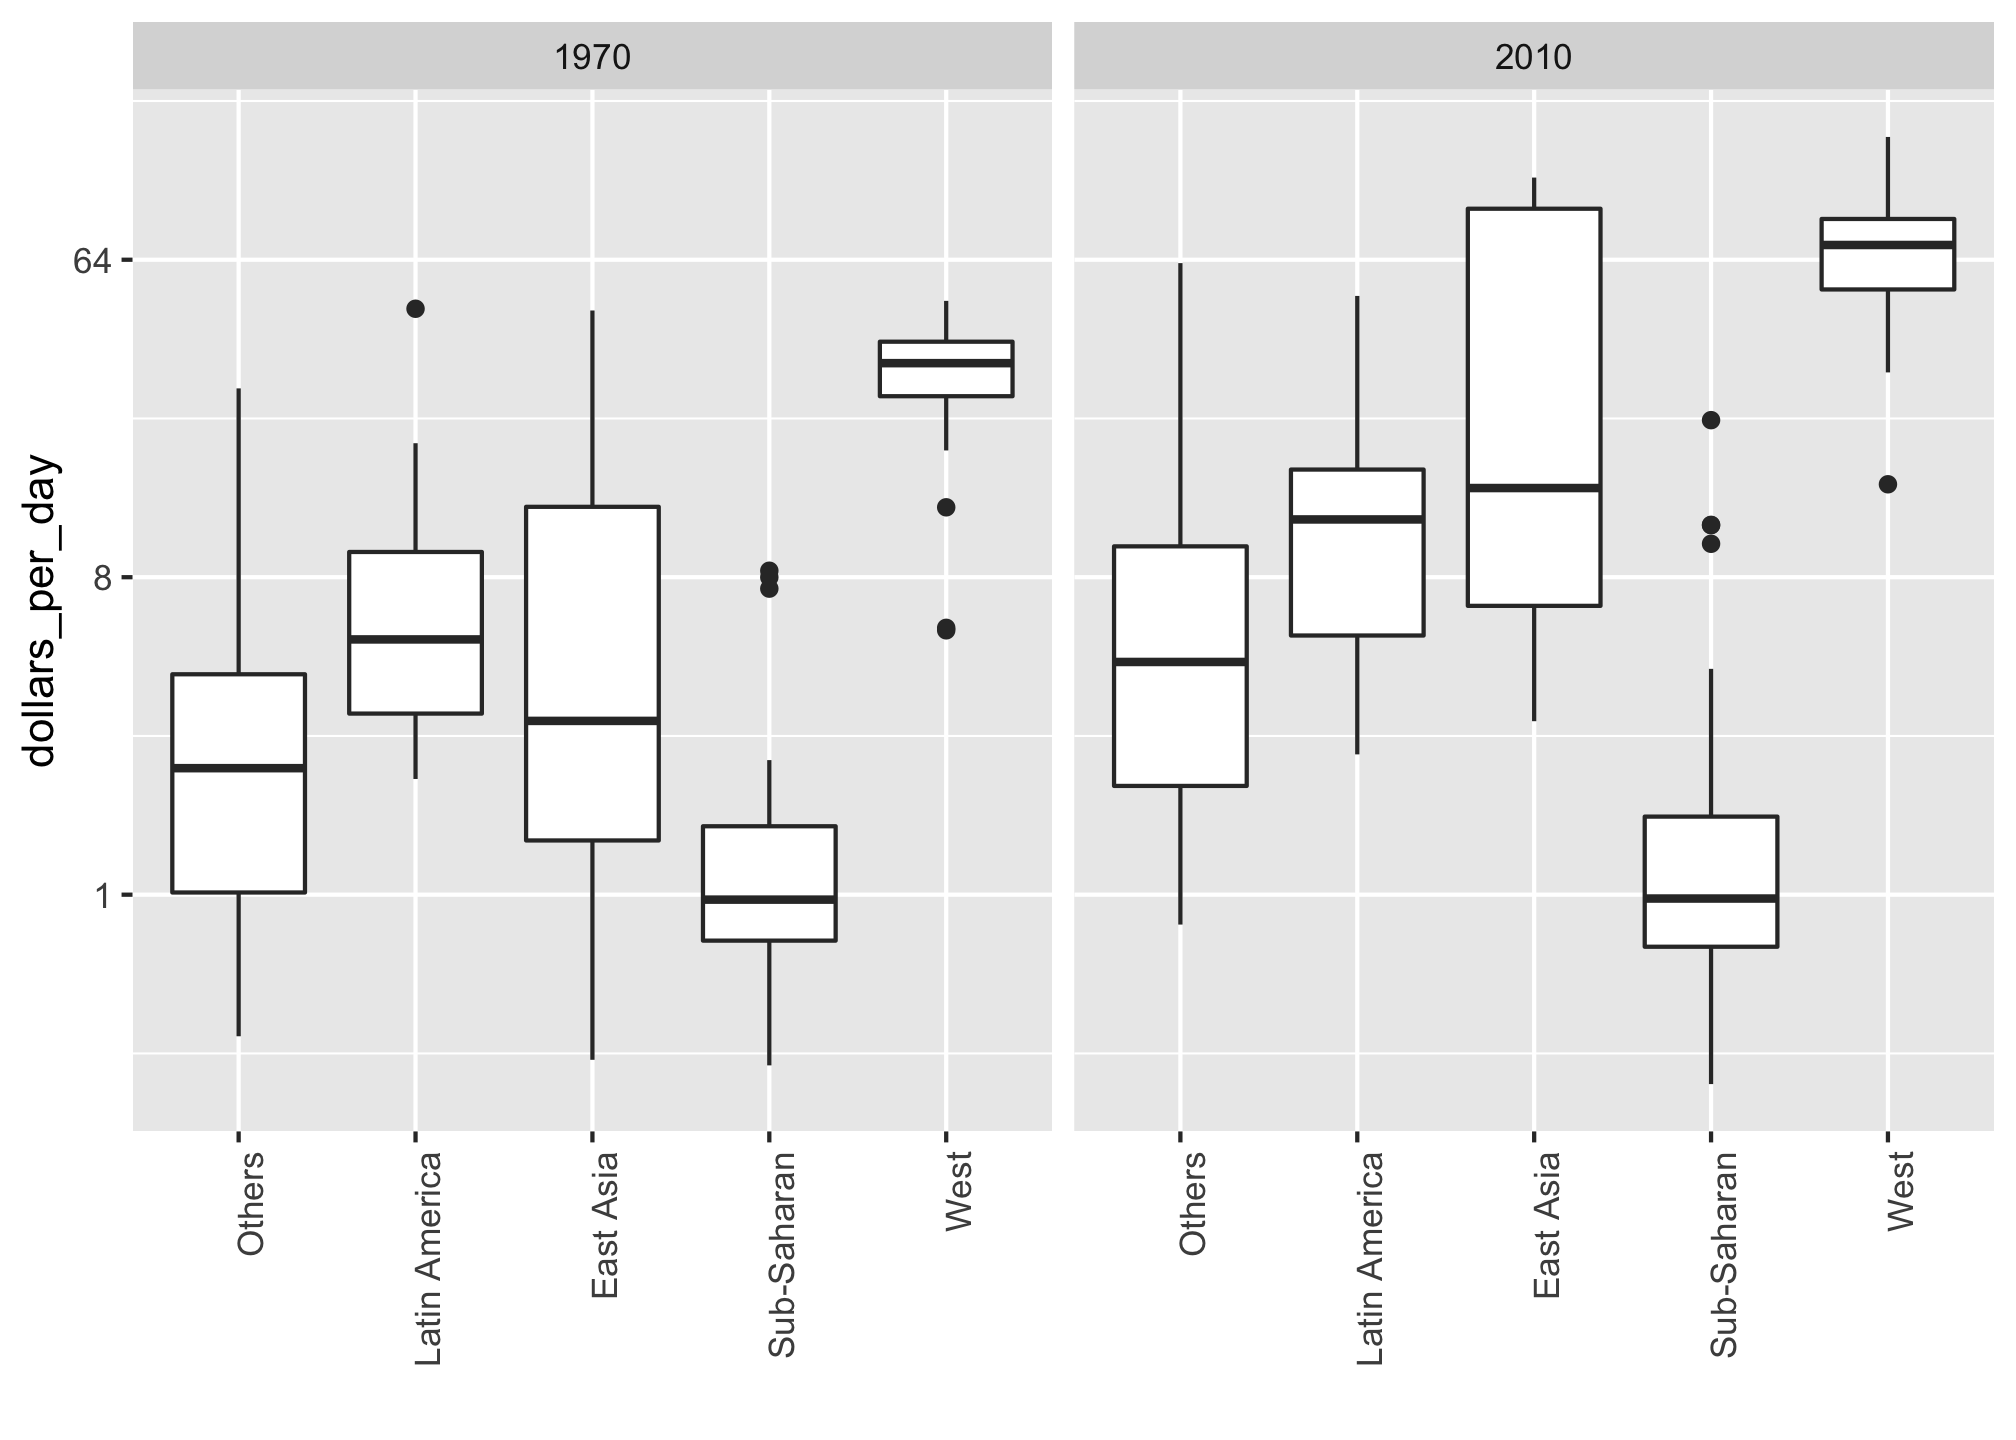 1970
2010
dollars_per_day
64
8
1
Others
Latin America
East Asia
Sub-Saharan
West
Others
Latin America
East Asia
Sub-Saharan
West